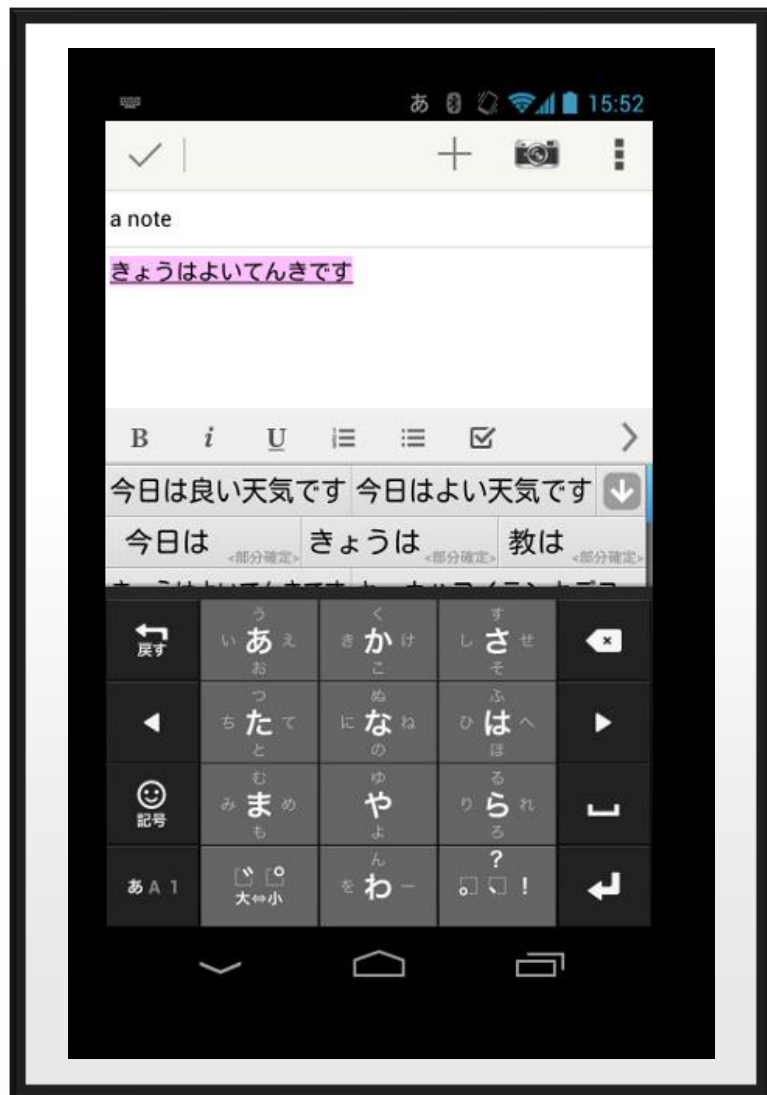 あ 15:52
a note
きょうはよいてんきです
B i U
今日は良い天気です 今日はよい天気です
今日は <部分確定> きょうは <部分確定> 教は <部分確定>
う く す
戻す い あ え き か け し さ せ
お こ そ
つ ぬ ふ
ち た て に な ね ひ は へ
と の ほ
む ゆ る
記号 み ま め や り ら れ
も よ ろ
ん ?
あ A 1 大⇔小 を わ ー 。 、 !